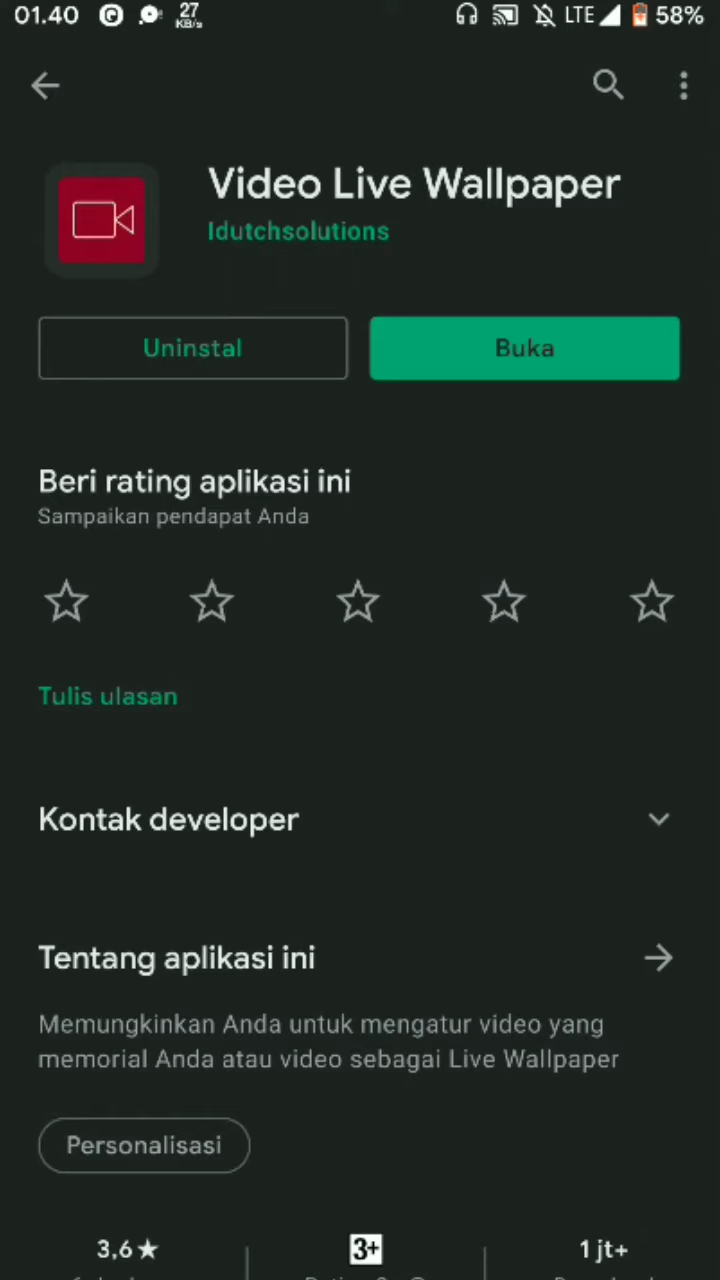 01.40 27 KB/s LTE 58%
Video Live Wallpaper
Idutchsolutions
Uninstal Buka
Beri rating aplikasi ini
Sampaikan pendapat Anda
Tulis ulasan
Kontak developer
Tentang aplikasi ini
Memungkinkan Anda untuk mengatur video yang
memorial Anda atau video sebagai Live Wallpaper
Personalisasi
3,6★ 3+ 1 jt+